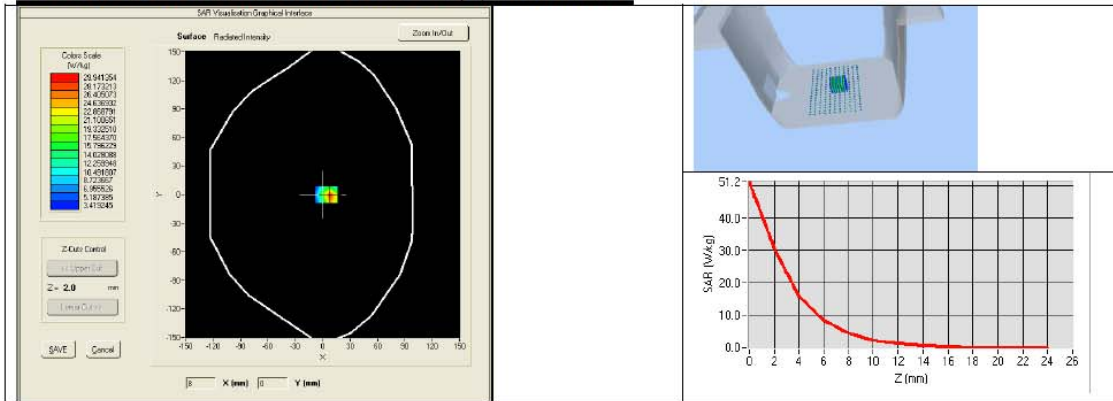 SAR Visualisation Graphical Interface
Surface Radiated Intensity
Zoom In/Out
Colors Scale
(W/kg)
29.941354
28.173213
26.405073
24.636932
22.868791
21.100651
19.332510
17.564370
15.796229
14.028088
12.259948
10.491807
8.723667
6.955526
5.187385
3.419245
150
120
90
60
30
0
-30
-60
-90
-120
-150
Y
-150 -120 -90 -60 -30 0 30 60 90 120 150
X
Z-Cuts Control
Z= 2.0 mm
SAVE Cancel
8 X (mm) 0 Y (mm)
51.2
40.0
30.0
20.0
10.0
0.0
SAR (W/kg)
0 2 4 6 8 10 12 14 16 18 20 22 24 26
Z (mm)